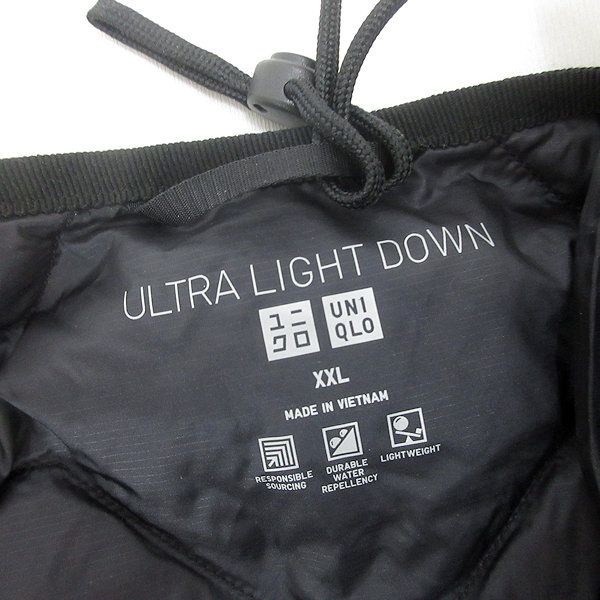 ULTRA LIGHT DOWN
ユニ UNI
クロ QLO
XXL
MADE IN VIETNAM
RESPONSIBLE
SOURCING
DURABLE
WATER
REPELLENCY
LIGHTWEIGHT